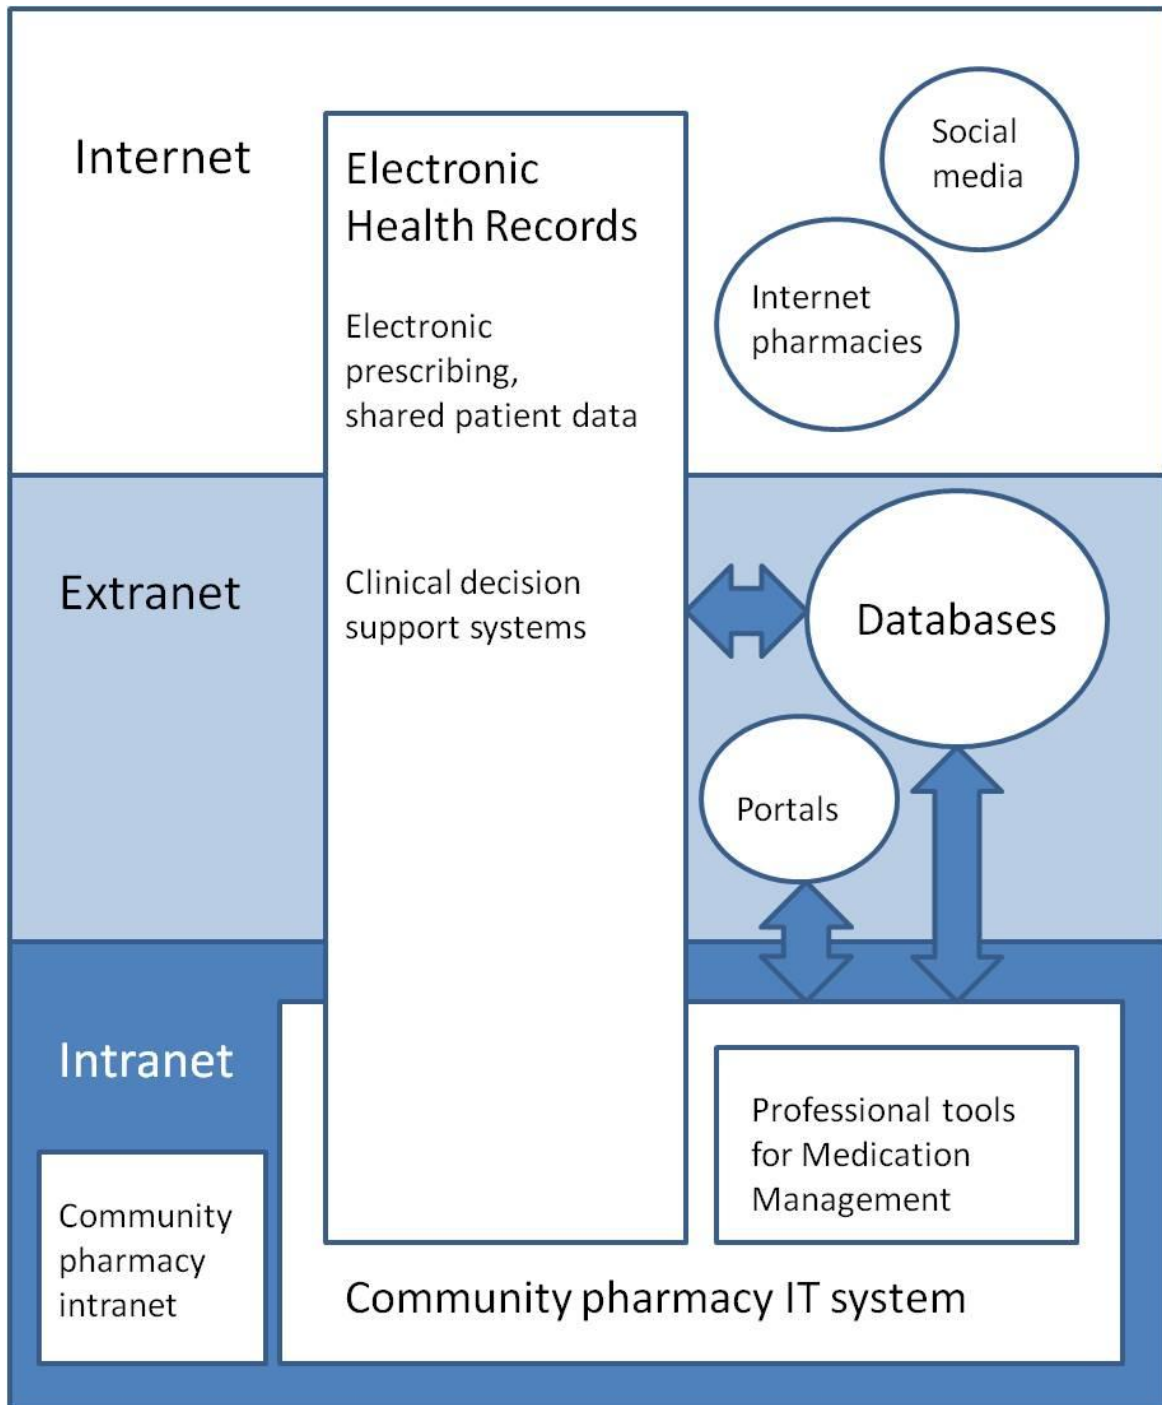 Internet
Electronic
Health Records
Electronic
prescribing,
shared patient data
Social
media
Internet
pharmacies
Extranet
Clinical decision
support systems
Databases
Portals
Intranet
Community
pharmacy
intranet
Professional tools
for Medication
Management
Community pharmacy IT system